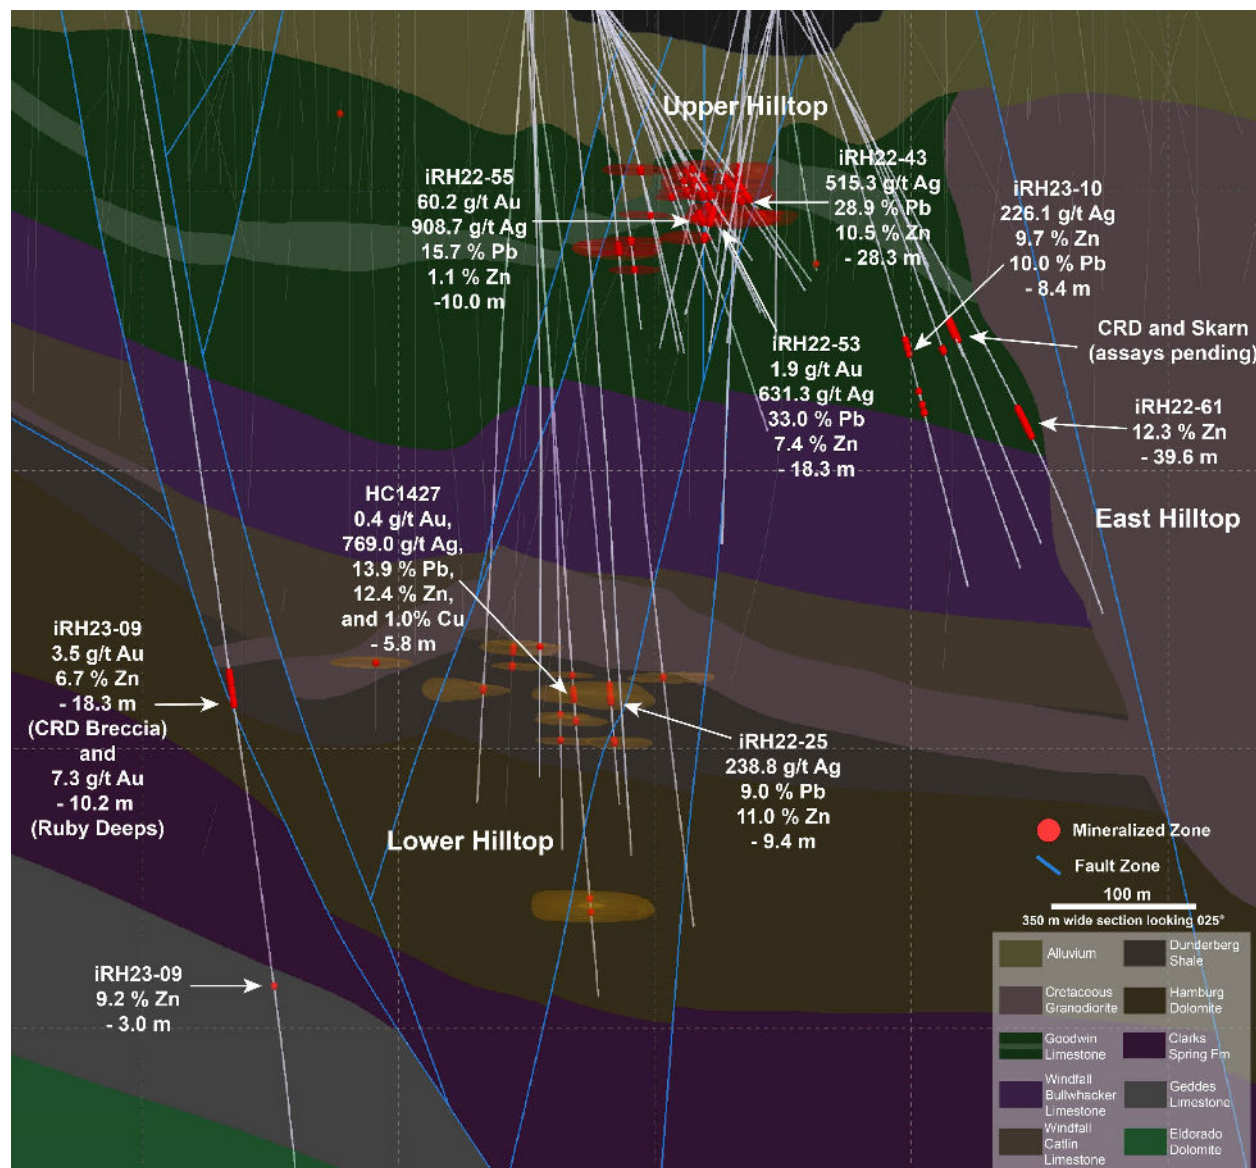 Upper Hilltop
iRH22-55
60.2 g/t Au
908.7 g/t Ag
15.7 % Pb
1.1 % Zn
-10.0 m
iRH22-43
515.3 g/t Ag
28.9 % Pb
10.5 % Zn
- 28.3 m
iRH23-10
226.1 g/t Ag
9.7 % Zn
10.0 % Pb
- 8.4 m
CRD and Skarn
(assays pending)
iRH22-53
1.9 g/t Au
631.3 g/t Ag
33.0 % Pb
7.4 % Zn
- 18.3 m
iRH22-61
12.3 % Zn
- 39.6 m
East Hilltop
HC1427
0.4 g/t Au,
769.0 g/t Ag,
13.9 % Pb,
12.4 % Zn,
and 1.0% Cu
- 5.8 m
iRH23-09
3.5 g/t Au
6.7 % Zn
- 18.3 m
(CRD Breccia)
and
7.3 g/t Au
- 10.2 m
(Ruby Deeps)
iRH22-25
238.8 g/t Ag
9.0 % Pb
11.0 % Zn
- 9.4 m
Lower Hilltop
iRH23-09
9.2 % Zn
- 3.0 m
Mineralized Zone
Fault Zone
100 m
350 m wide section looking 025°
Alluvium
Cretaceous
Granodiorite
Goodwin
Limestone
Windfall
Bullwhacker
Limestone
Windfall
Catlin
Limestone
Dunderberg
Shale
Hamburg
Dolomite
Clarks
Spring Fm
Geddes
Limestone
Eldorado
Dolomite